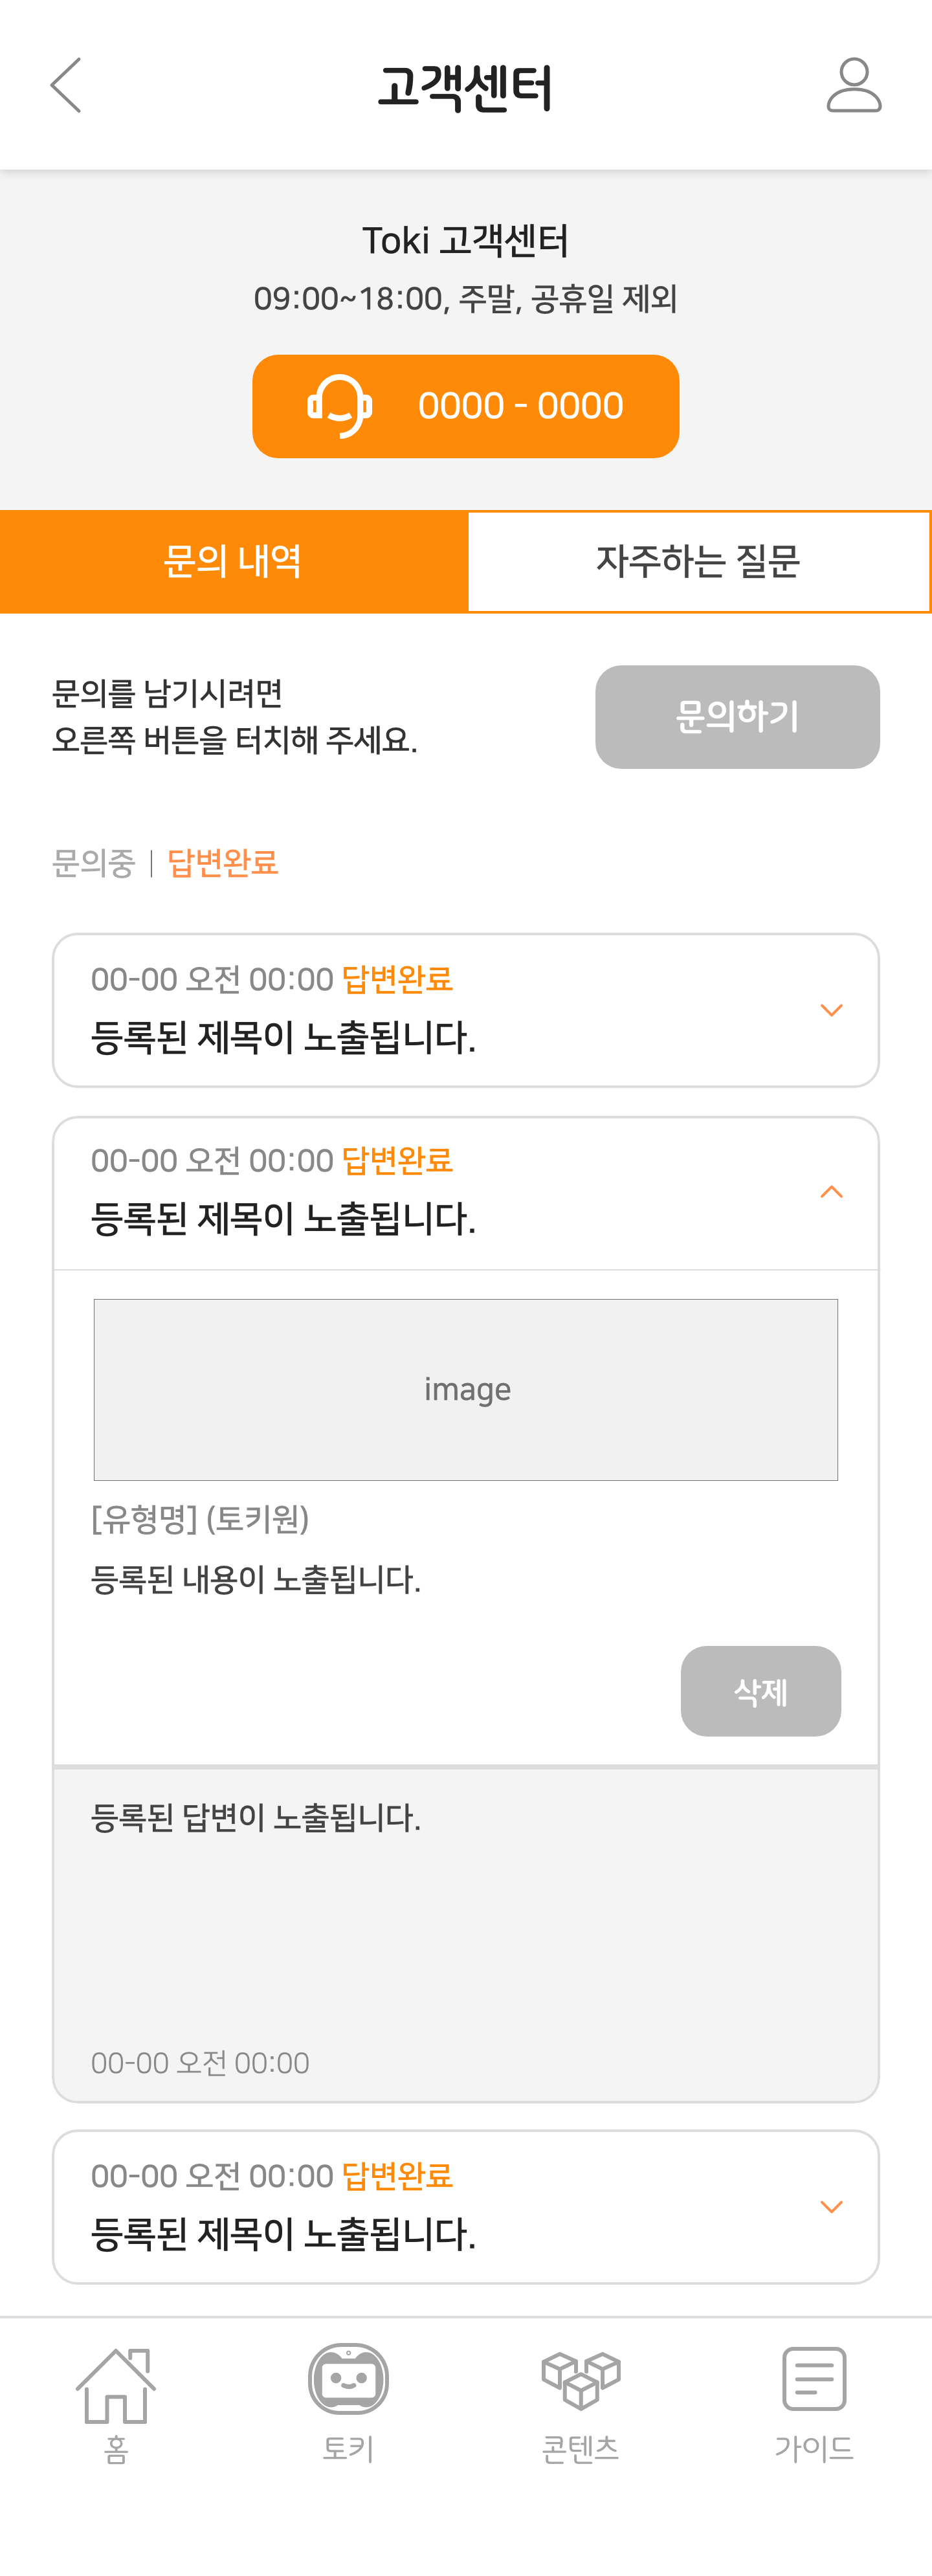 고객센터
Toki 고객센터
09:00~18:00, 주말, 공휴일 제외
0000 - 0000
문의 내역
자주하는 질문
문의를 남기시려면
오른쪽 버튼을 터치해 주세요.
문의하기
문의중 | 답변완료
00-00 오전 00:00 답변완료
등록된 제목이 노출됩니다.
00-00 오전 00:00 답변완료
등록된 제목이 노출됩니다.
image
[유형명] (토키원)
등록된 내용이 노출됩니다.
삭제
등록된 답변이 노출됩니다.
00-00 오전 00:00
00-00 오전 00:00 답변완료
등록된 제목이 노출됩니다.
홈
토키
콘텐츠
가이드